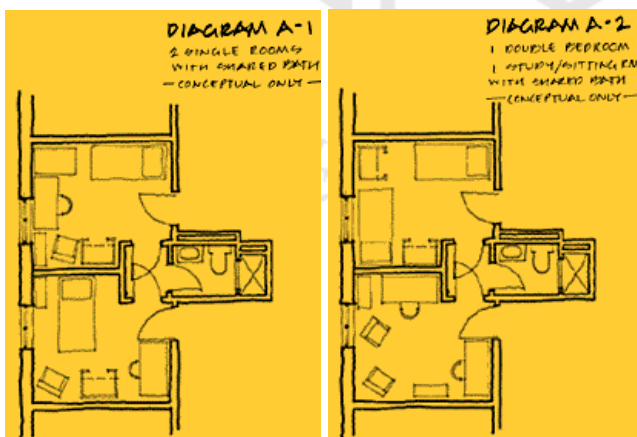 DIAGRAM A-1
2 SINGLE ROOMS
WITH SHARED BATH
— CONCEPTUAL ONLY —
DIAGRAM A-2
1 DOUBLE BEDROOM
1 STUDY/SITTING RM
WITH SHARED BATH
— CONCEPTUAL ONLY —